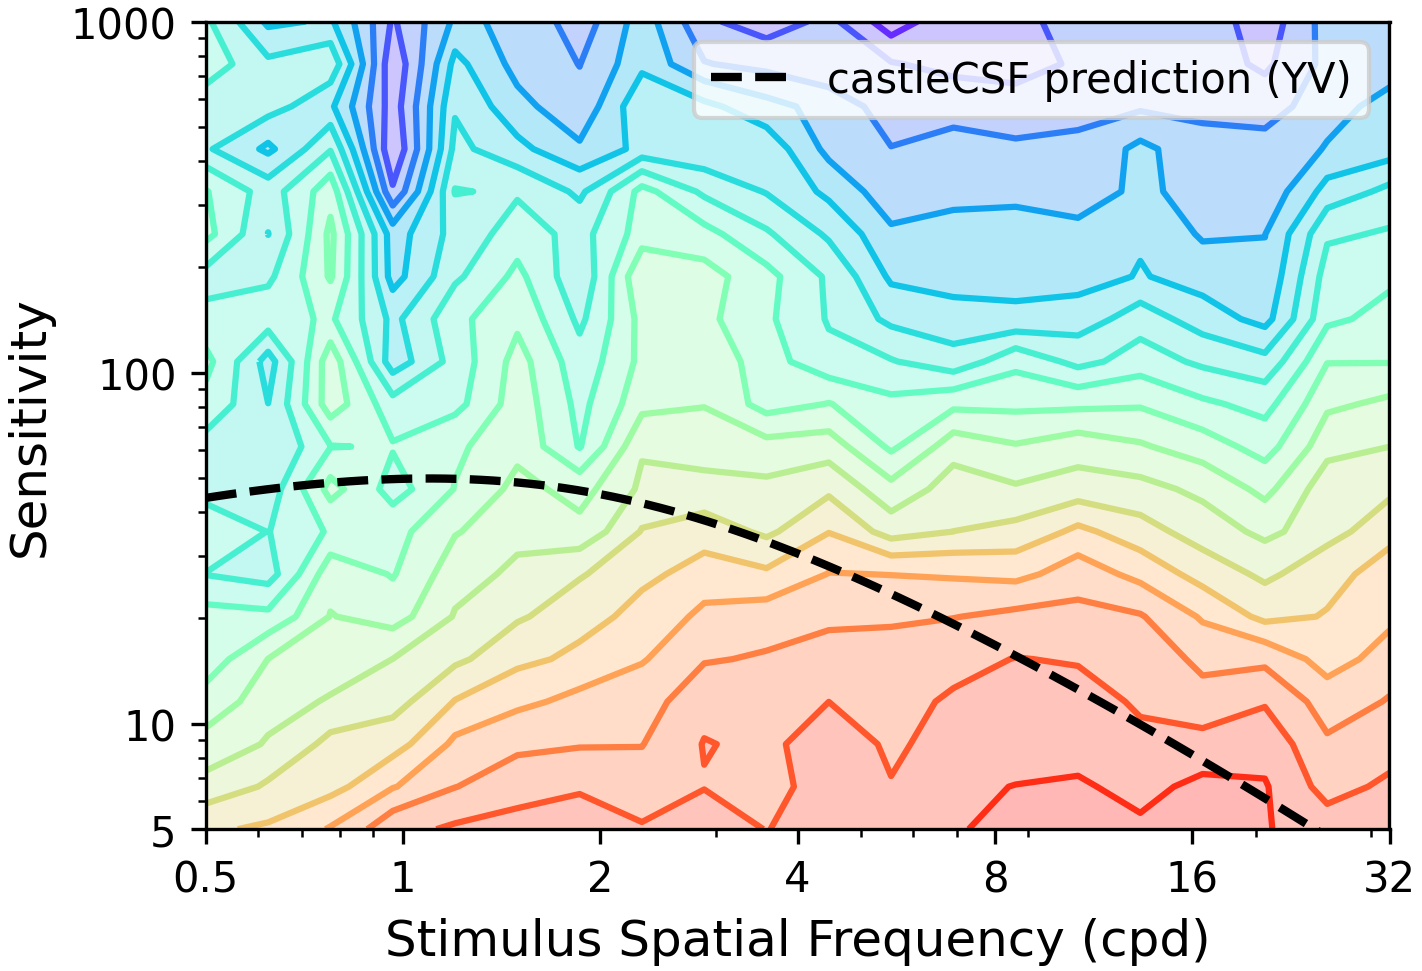 1000
castleCSF prediction (YV)
100
10
5
Sensitivity
0.5 1 2 4 8 16 32
Stimulus Spatial Frequency (cpd)